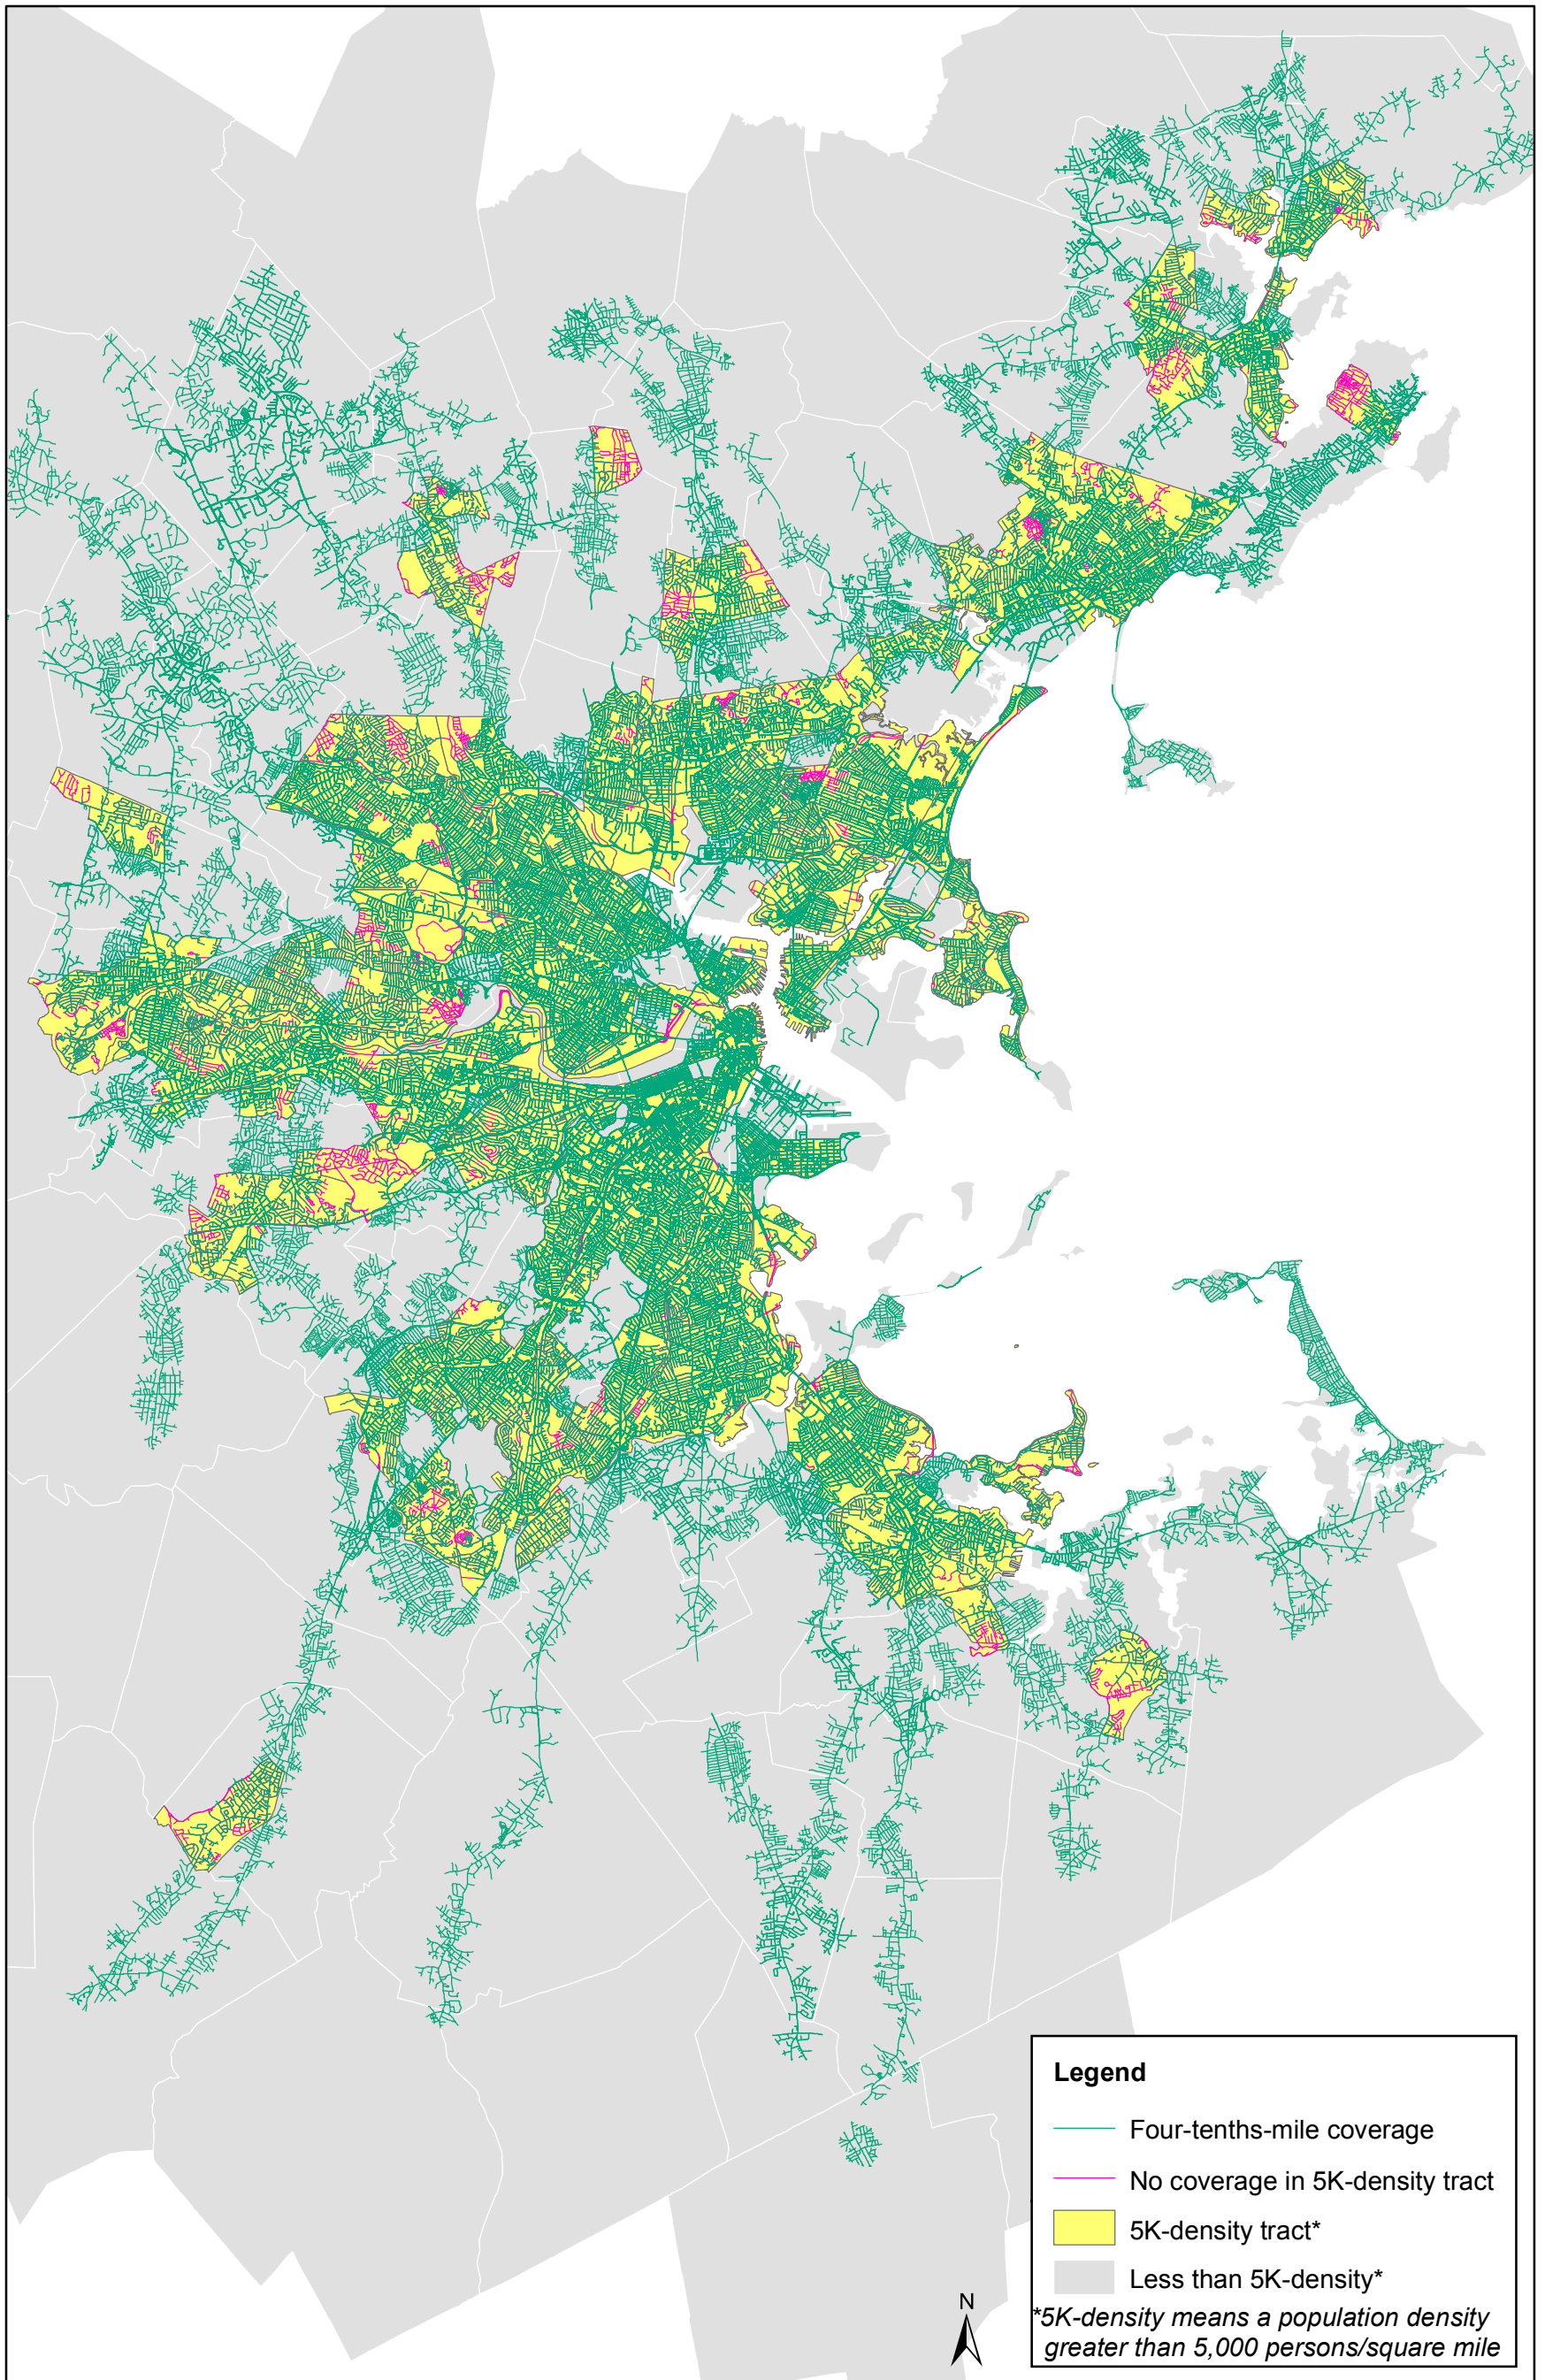 Legend
Four-tenths-mile coverage
No coverage in 5K-density tract
5K-density tract*
Less than 5K-density*
N
*5K-density means a population density
greater than 5,000 persons/square mile